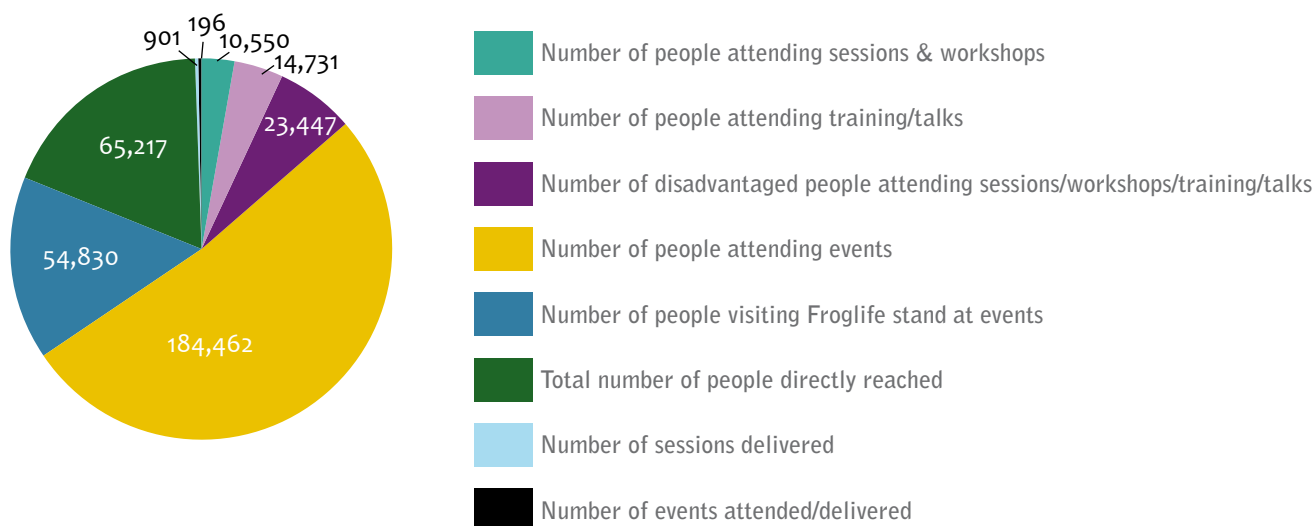 196
901
10,550
14,731
23,447
65,217
54,830
184,462
Number of people attending sessions & workshops
Number of people attending training/talks
Number of disadvantaged people attending sessions/workshops/training/talks
Number of people attending events
Number of people visiting Froglife stand at events
Total number of people directly reached
Number of sessions delivered
Number of events attended/delivered